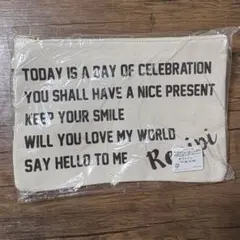 TODAY IS A DAY OF CELEBRATION
YOU SHALL HAVE A NICE PRESENT
KEEP YOUR SMILE
WILL YOU LOVE MY WORLD
SAY HELLO TO ME